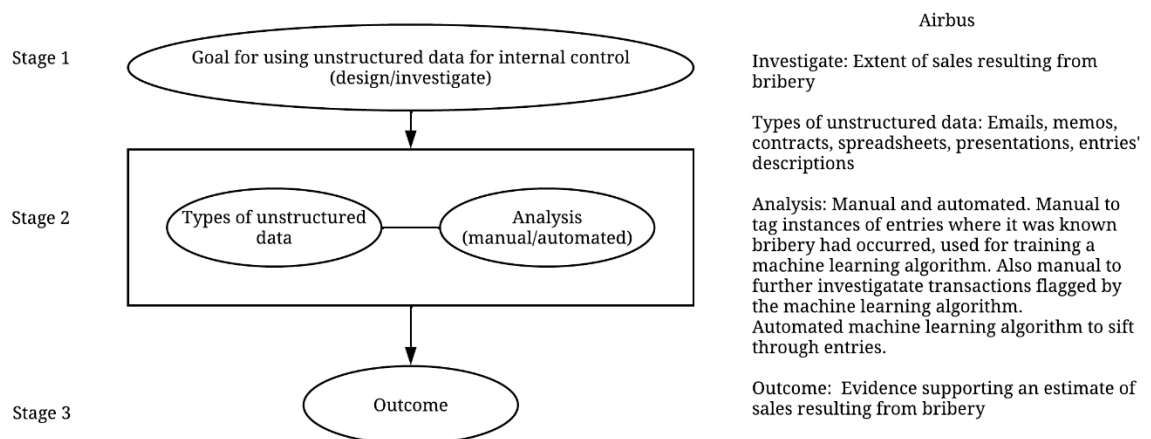 Stage 1
Goal for using unstructured data for internal control
(design/investigate)
Stage 2
Types of unstructured
data
Analysis
(manual/automated)
Stage 3
Outcome
Airbus
Investigate: Extent of sales resulting from
bribery
Types of unstructured data: Emails, memos,
contracts, spreadsheets, presentations, entries'
descriptions
Analysis: Manual and automated. Manual to
tag instances of entries where it was known
bribery had occurred, used for training a
machine learning algorithm. Also manual to
further investigatate transactions flagged by
the machine learning algorithm.
Automated machine learning algorithm to sift
through entries.
Outcome:  Evidence supporting an estimate of
sales resulting from bribery